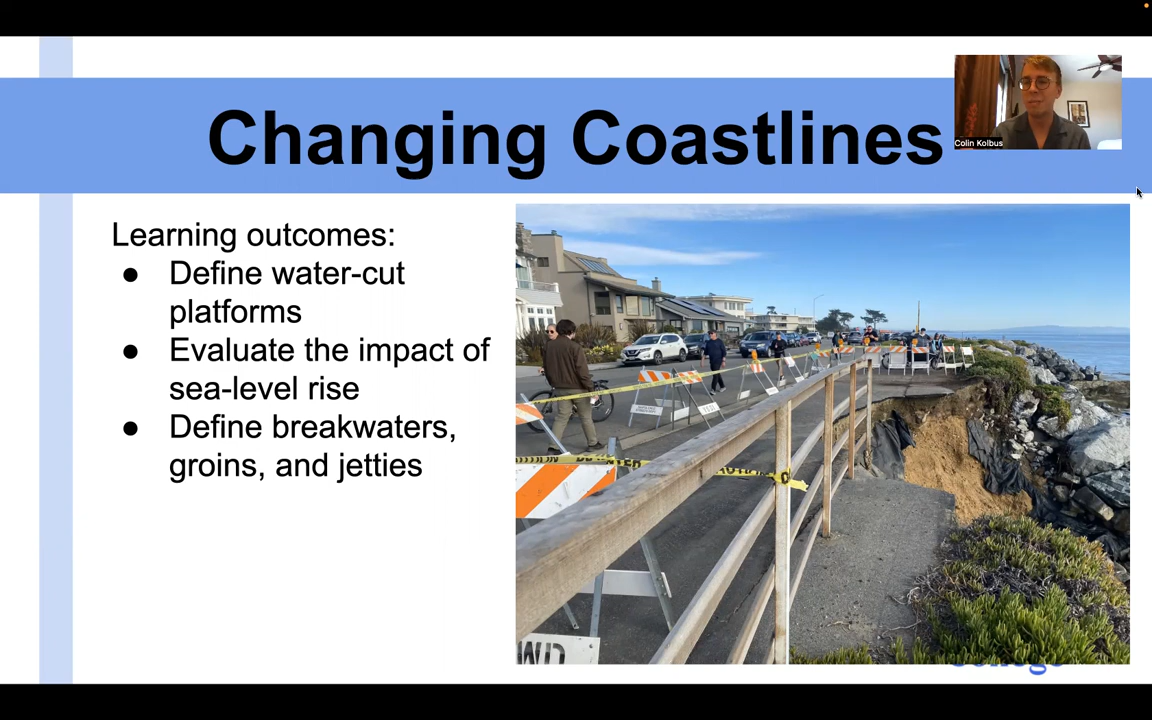 Changing Coastlines
Colin Kolbus
Learning outcomes:
● Define water-cut
platforms
● Evaluate the impact of
sea-level rise
● Define breakwaters,
groins, and jetties